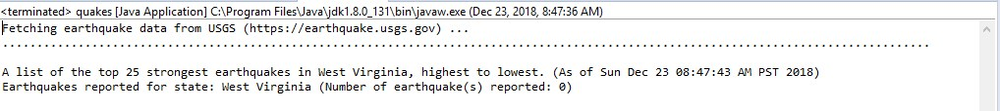 <terminated> quakes [Java Application] C:\Program Files\Java\jdk1.8.0_131\bin\javaw.exe (Dec 23, 2018, 8:47:36 AM)
Fetching earthquake data from USGS (https://earthquake.usgs.gov) ...
.......................................................................................................................................
A list of the top 25 strongest earthquakes in West Virginia, highest to lowest. (As of Sun Dec 23 08:47:43 AM PST 2018)
Earthquakes reported for state: West Virginia (Number of earthquake(s) reported: 0)